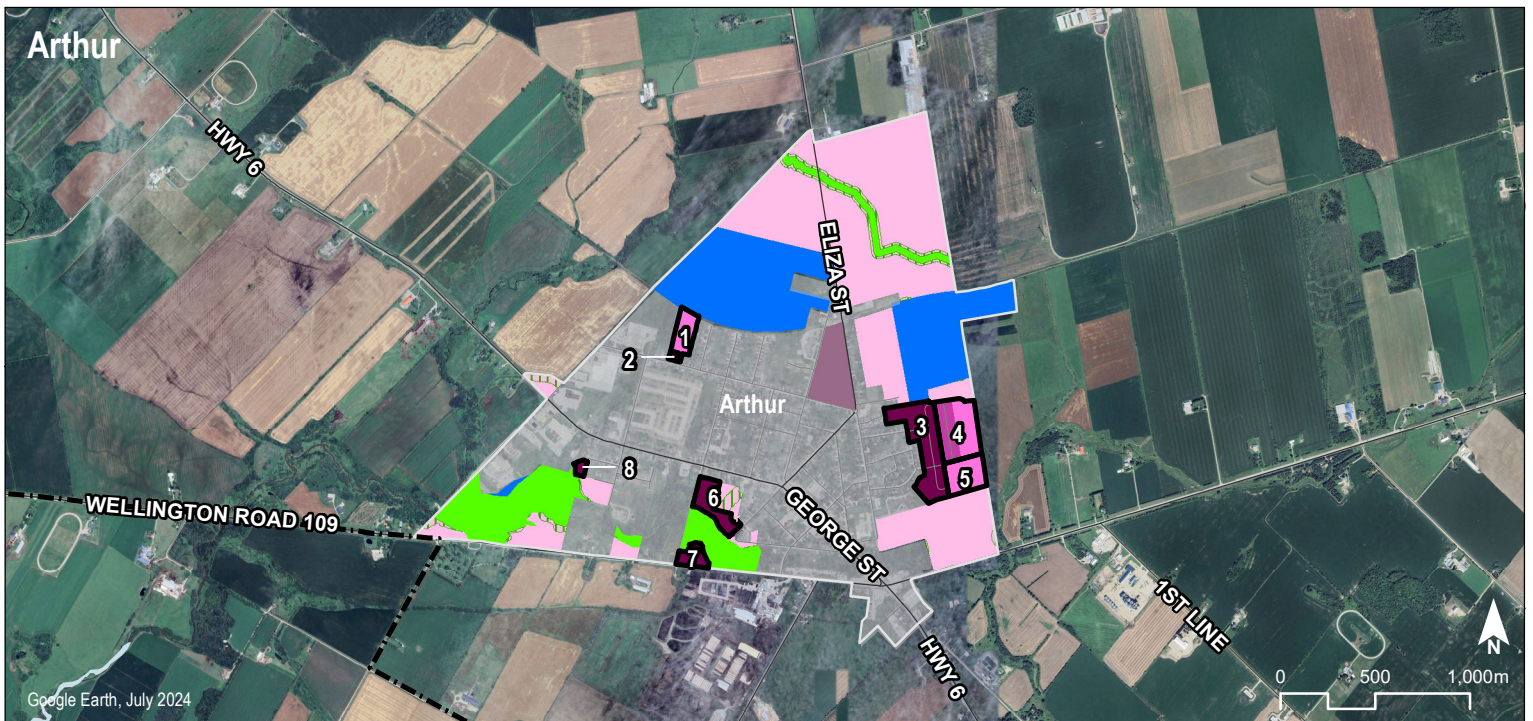 Arthur
HWY 6
ELIZA ST
1
2
Arthur
3
4
5
8
6
WELLINGTON ROAD 109
GEORGE ST
7
1ST LINE
HWY 6
N
0 500 1,000m
Google Earth, July 2024